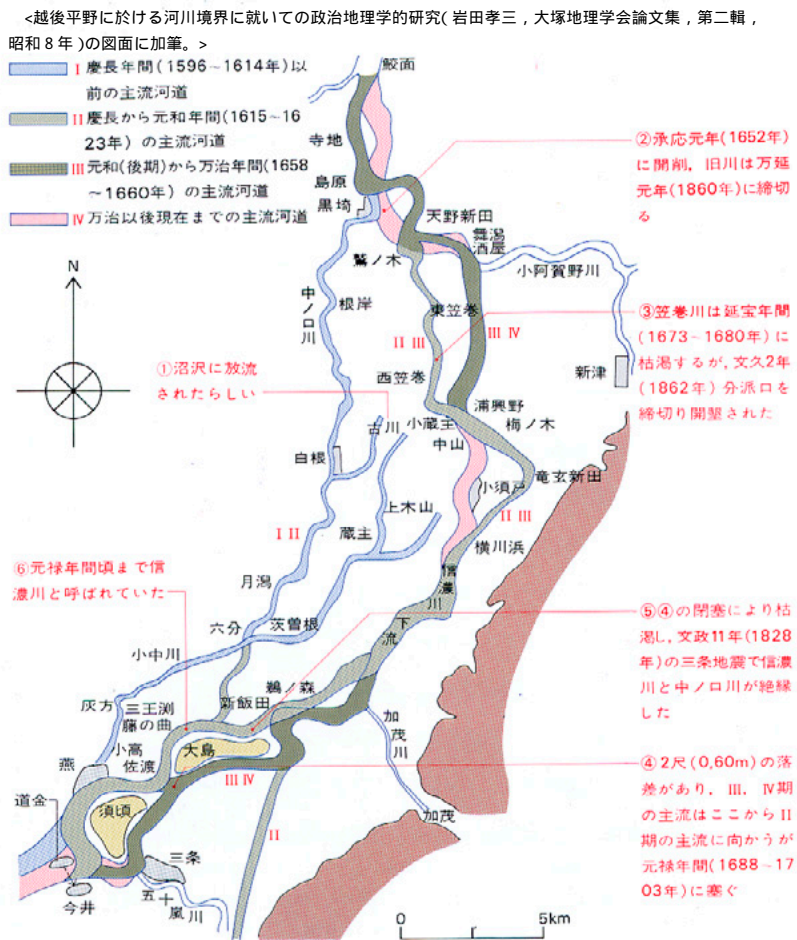 <越後平野に於ける河川境界に就いての政治地理学的研究(岩田孝三，大塚地理学会論文集，第二輯，
昭和8年)の図面に加筆。>
I 慶長年間(1596~1614年)以
前の主流河道
II 慶長から元和年間(1615~16
23年)の主流河道
III 元和(後期)から万治年間(1658
~1660年)の主流河道
IV 万治以後現在までの主流河道
鮫面
寺地
島原
黒埼
②承応元年(1652年)
に開削，旧川は万延
元年(1860年)に締切
る
天野新田
舞潟
酒屋
鷲ノ木
小阿賀野川
N
中ノロ川
根岸
東笠巻
II III
III IV
③笠巻川は延宝年間
(1673~1680年)に
枯渇するが，文久2年
(1862年)分派口を
締切り開墾された
新津
①沼沢に放流
されたらしい
西笠巻
浦興野
古川
小蔵主
梅ノ木
中山
白根
竜玄新田
小須戸
上木山
I II
II III
蔵主
横川浜
⑥元禄年間頃まで信
濃川と呼ばれていた
月潟
信濃川
下流
六分
茨曽根
⑤④の閉塞により枯
渇し，文政11年(1828
年)の三条地震で信濃
川と中ノロ川が絶縁
した
小中川
鵜ノ森
新飯田
灰方
三王渕
藤の曲
加茂川
小高
大島
燕
佐渡
III IV
④2尺(0,60m)の落
差があり，III，IV期
の主流はここからII
期の主流に向かうが
元禄年間(1688~17
03年)に塞ぐ
道金
須頃
加茂
II
三条
今井
五十嵐川
0 5km